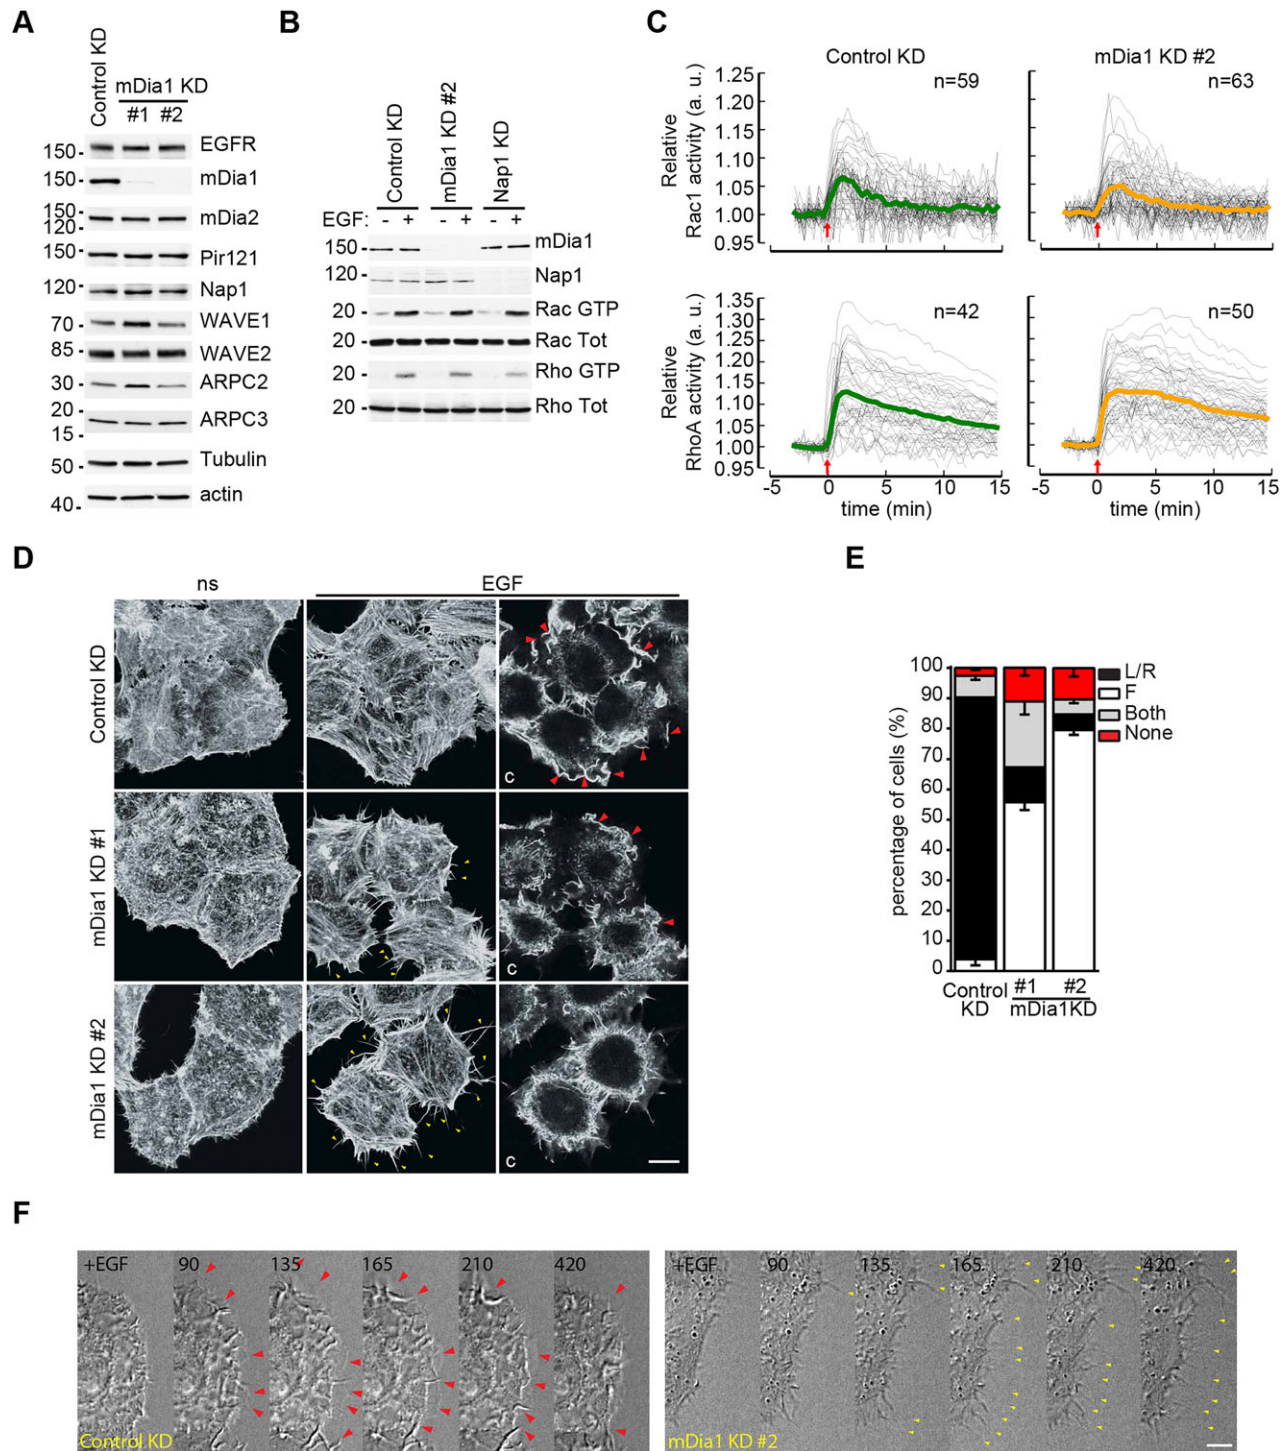 A
Control KD
mDia1 KD
#1 #2
150 EGFR
150 mDia1
150
120 mDia2
150 Pir121
120 Nap1
70 WAVE1
85 WAVE2
30 ARPC2
20
15 ARPC3
50 Tubulin
40 actin
B
Control KD
mDia1 KD #2
Nap1 KD
EGF: - + - + - +
150 mDia1
120 Nap1
20 Rac GTP
20 Rac Tot
20 Rho GTP
20 Rho Tot
C
Control KD
mDia1 KD #2
Relative
Rac1 activity (a. u.)
1.25
1.20
1.15
1.10
1.05
1.00
0.95
n=59
n=63
Relative
RhoA activity (a. u.)
1.35
1.30
1.25
1.20
1.15
1.10
1.05
1.00
0.95
n=42
n=50
-5 0 5 10 15
time (min)
-5 0 5 10 15
time (min)
D
ns
EGF
Control KD
c
mDia1 KD #1
c
mDia1 KD #2
c
E
percentage of cells (%)
100
90
80
70
60
50
40
30
20
10
0
L/R
F
Both
None
Control
KD
#1 #2
mDia1KD
F
+EGF 90 135 165 210 420
Control KD
+EGF 90 135 165 210 420
mDia1 KD #2